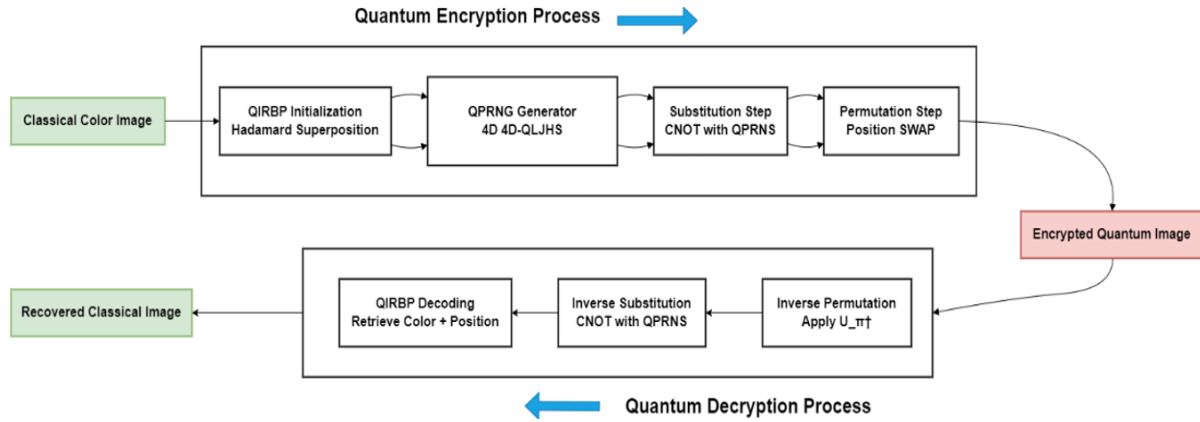 Quantum Encryption Process
Classical Color Image
QIRBP Initialization
Hadamard Superposition
QPRNG Generator
4D 4D-QLJHS
Substitution Step
CNOT with QPRNS
Permutation Step
Position SWAP
Encrypted Quantum Image
Recovered Classical Image
QIRBP Decoding
Retrieve Color + Position
Inverse Substitution
CNOT with QPRNS
Inverse Permutation
Apply U_π†
Quantum Decryption Process